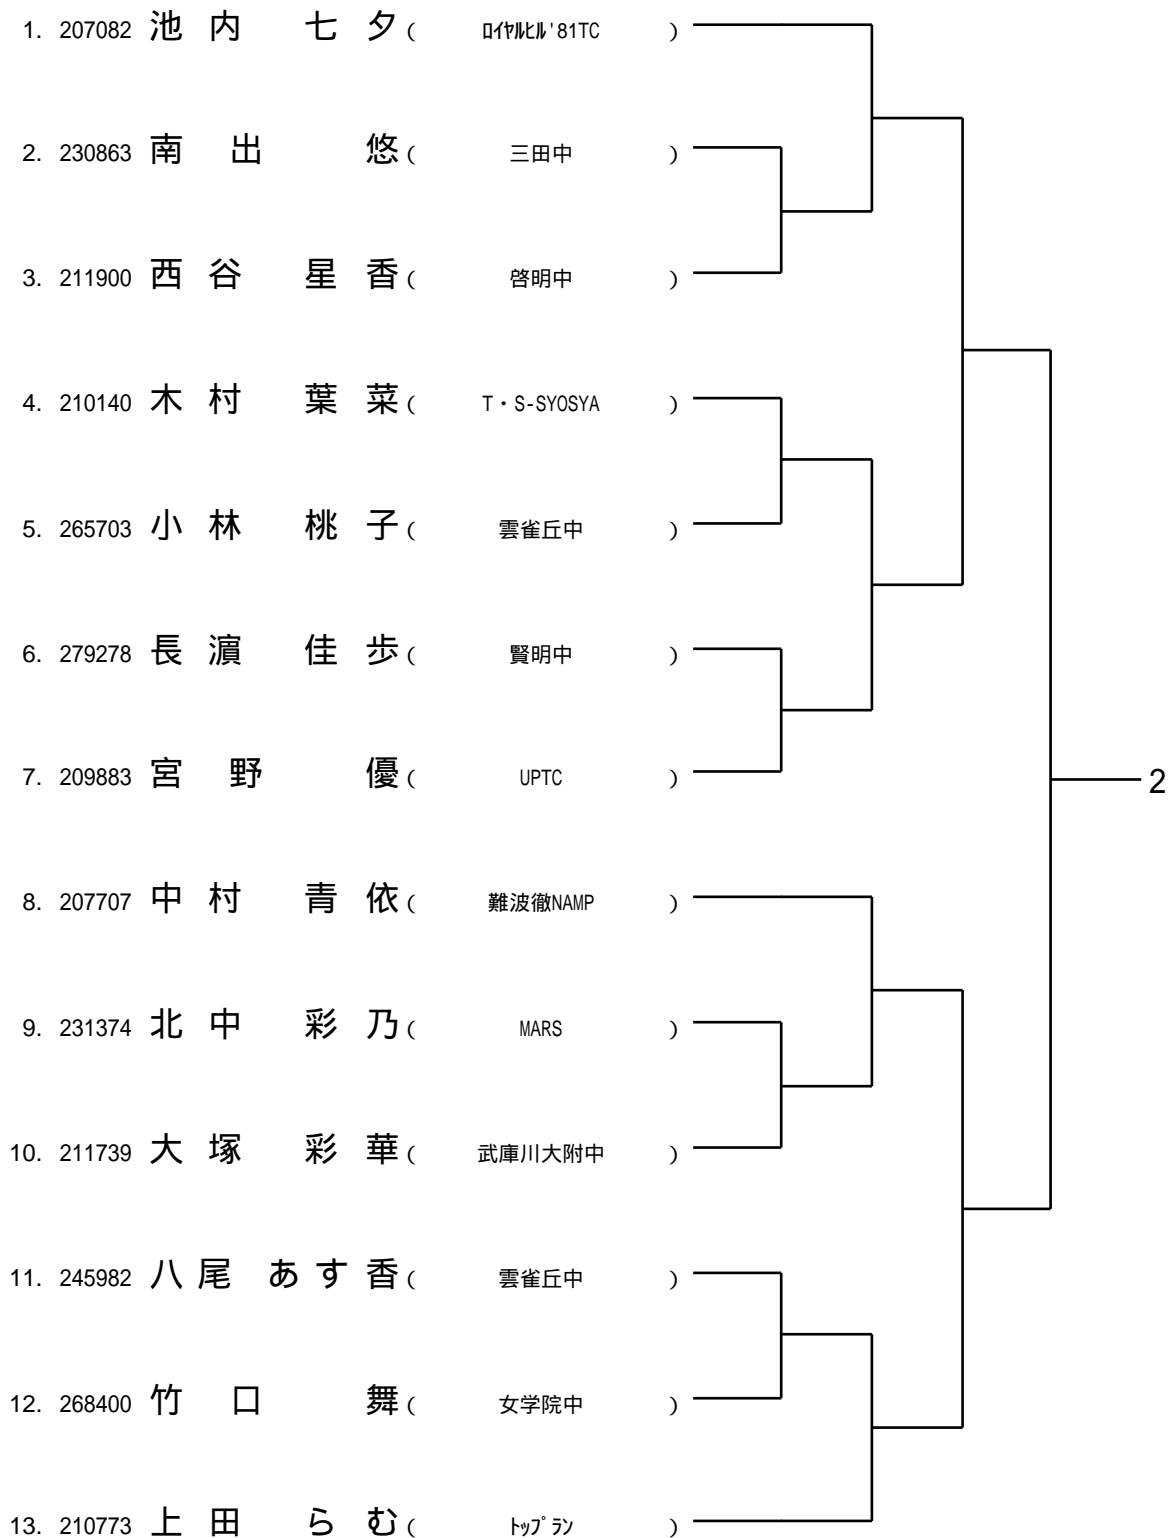 1. 207082 池内 七夕 ( ﾛｲﾔﾙﾋﾙ'81TC )
2. 230863 南出 悠 ( 三田中 )
3. 211900 西谷 星香 ( 啓明中 )
4. 210140 木村 葉菜 ( T・S-SYOSYA )
5. 265703 小林 桃子 ( 雲雀丘中 )
6. 279278 長濵 佳歩 ( 賢明中 )
7. 209883 宮野 優 ( UPTC )
2
8. 207707 中村 青依 ( 難波徹NAMP )
9. 231374 北中 彩乃 ( MARS )
10. 211739 大塚 彩華 ( 武庫川大附中 )
11. 245982 八尾 あす香 ( 雲雀丘中 )
12. 268400 竹口 舞 ( 女学院中 )
13. 210773 上田 らむ ( ﾄｯﾌﾟﾗﾝ )